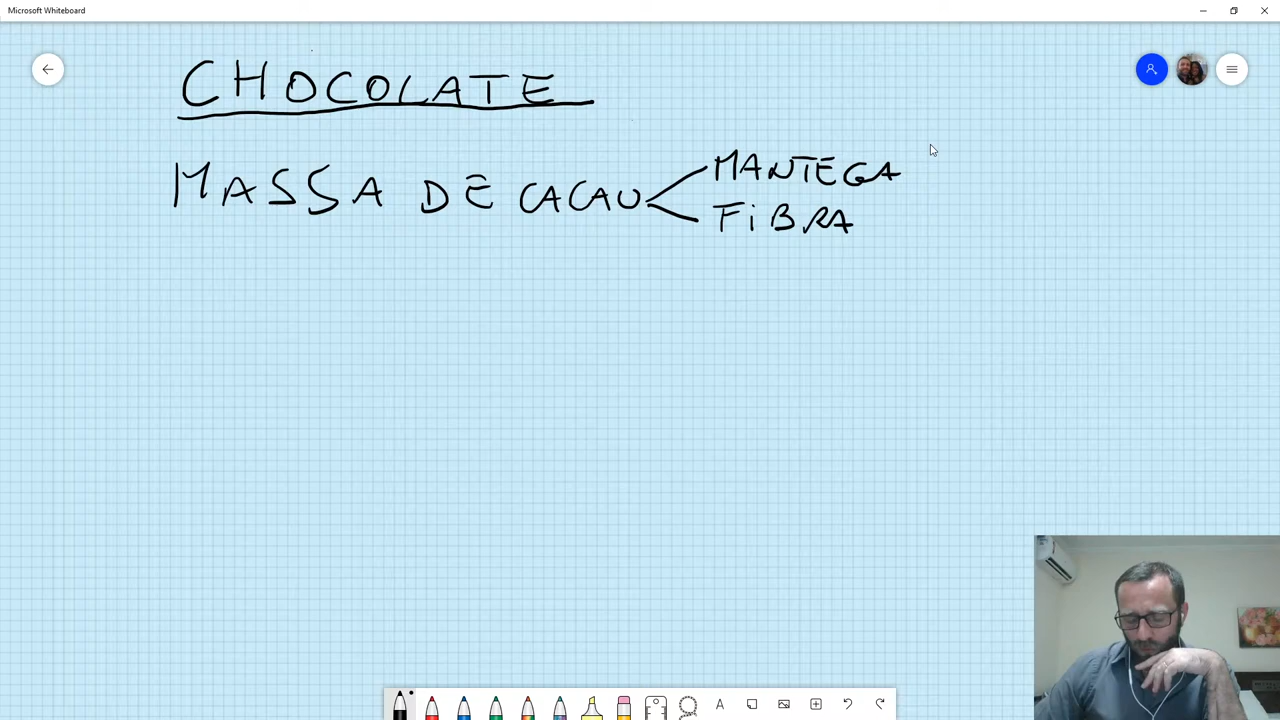 Microsoft Whiteboard
CHOCOLATE
MASSA DE CACAU
MANTEGA
FIBRA
A